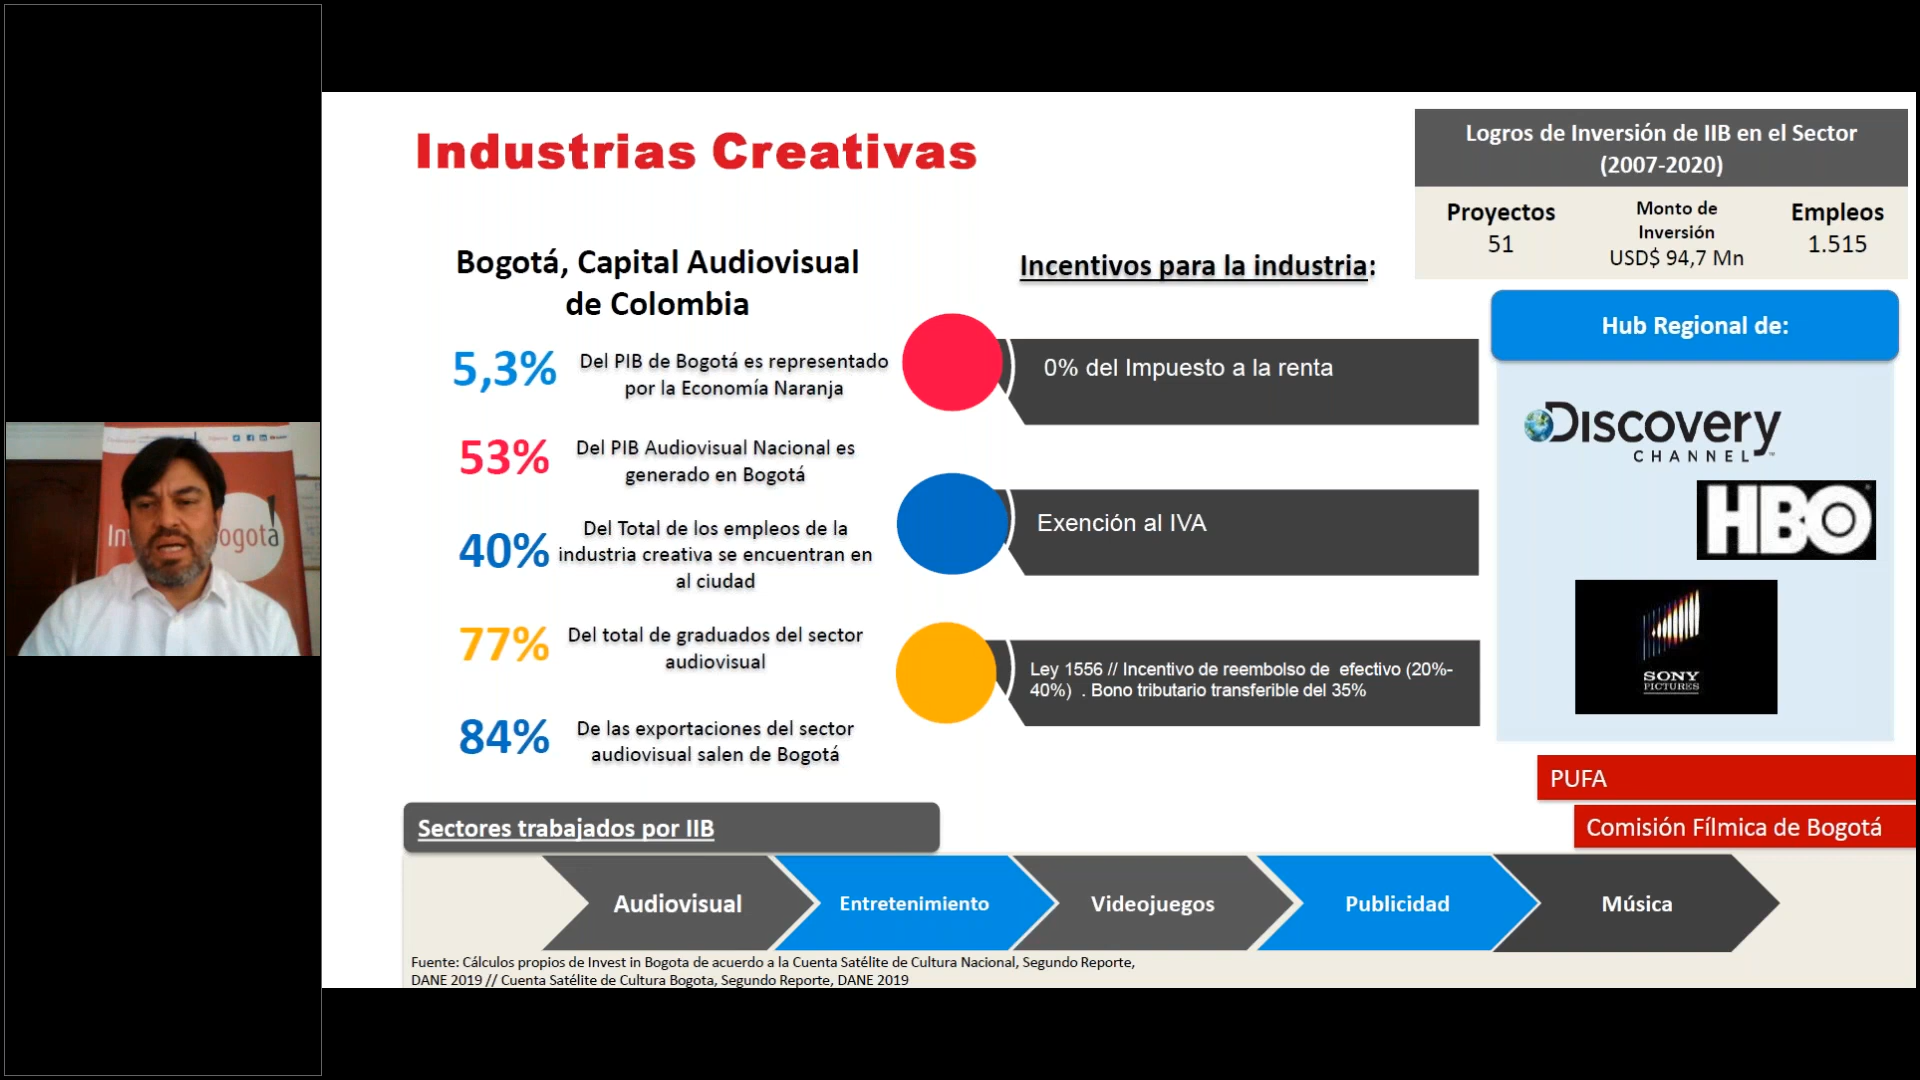 Industrias Creativas
Logros de Inversión de IIB en el Sector
(2007-2020)
Proyectos
51
Monto de
Inversión
USD$ 94,7 Mn
Empleos
1.515
Bogotá, Capital Audiovisual
de Colombia
5,3%
Del PIB de Bogotá es representado
por la Economía Naranja
53%
Del PIB Audiovisual Nacional es
generado en Bogotá
40%
Del Total de los empleos de la
industria creativa se encuentran en
al ciudad
77%
Del total de graduados del sector
audiovisual
84%
De las exportaciones del sector
audiovisual salen de Bogotá
Incentivos para la industria:
0% del Impuesto a la renta
Exención al IVA
Ley 1556 // Incentivo de reembolso de efectivo (20%-
40%) . Bono tributario transferible del 35%
Hub Regional de:
Discovery
CHANNEL
HBO
SONY
PICTURES
PUFA
Comisión Fílmica de Bogotá
Sectores trabajados por IIB
Audiovisual
Entretenimiento
Videojuegos
Publicidad
Música
Fuente: Cálculos propios de Invest in Bogota de acuerdo a la Cuenta Satélite de Cultura Nacional, Segundo Reporte,
DANE 2019 // Cuenta Satélite de Cultura Bogota, Segundo Reporte, DANE 2019